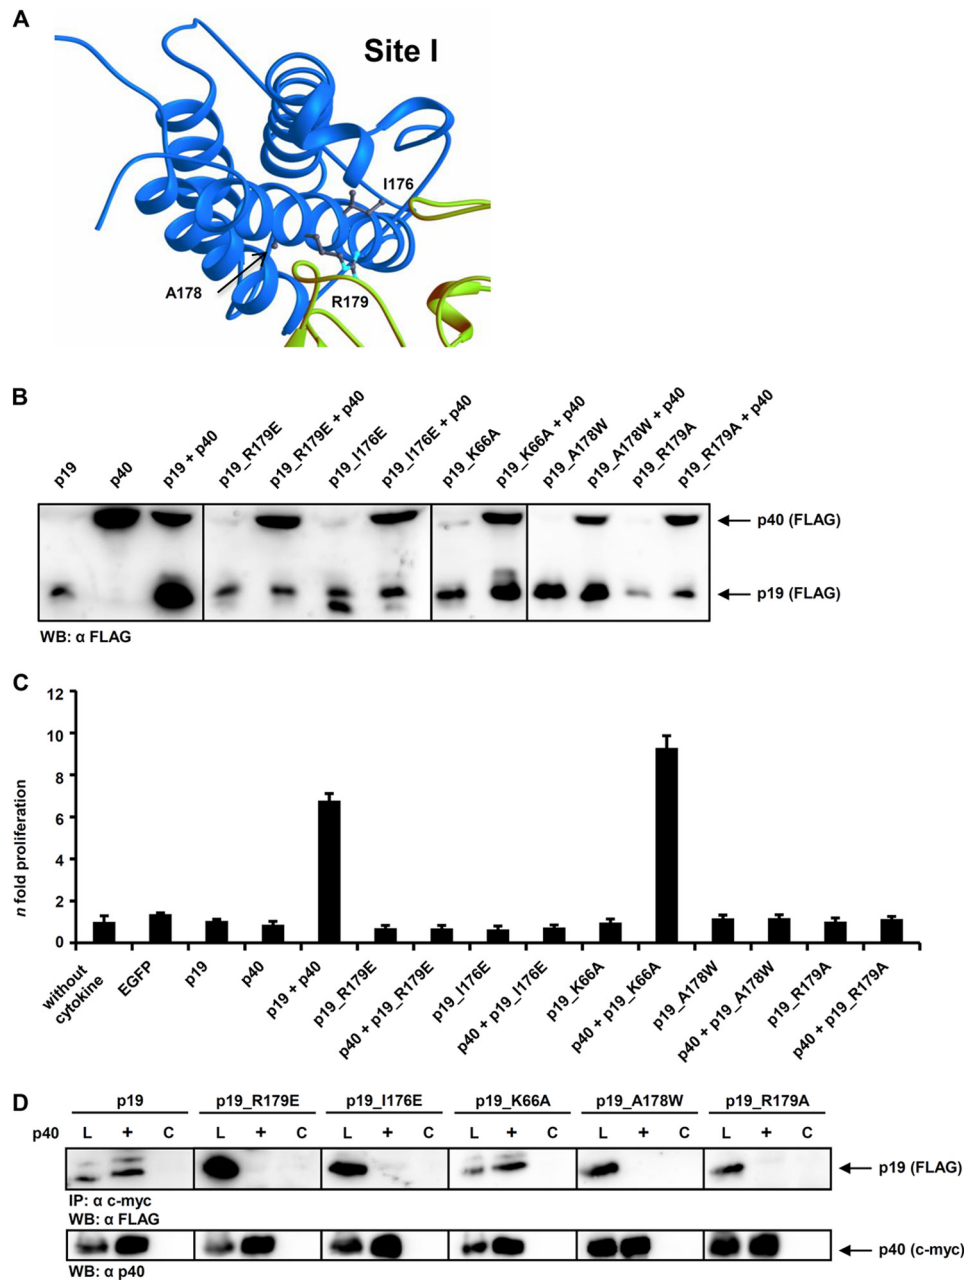 A
Site I
I176
A178
R179
B
p19
p40
p19 + p40
p19_R179E
p19_R179E + p40
p19_I176E
p19_I176E + p40
p19_K66A
p19_K66A + p40
p19_A178W
p19_A178W + p40
p19_R179A
p19_R179A + p40
p40 (FLAG)
p19 (FLAG)
WB: α FLAG
C
n fold proliferation
12
10
8
6
4
2
0
without cytokine
EGFP
p19
p40
p19 + p40
p19_R179E
p40 + p19_R179E
p19_I176E
p40 + p19_I176E
p19_K66A
p40 + p19_K66A
p19_A178W
p40 + p19_A178W
p19_R179A
p40 + p19_R179A
D
p19 p19_R179E p19_I176E p19_K66A p19_A178W p19_R179A
p40 L + C L + C L + C L + C L + C L + C
p19 (FLAG)
IP: α c-myc
WB: α FLAG
p40 (c-myc)
WB: α p40